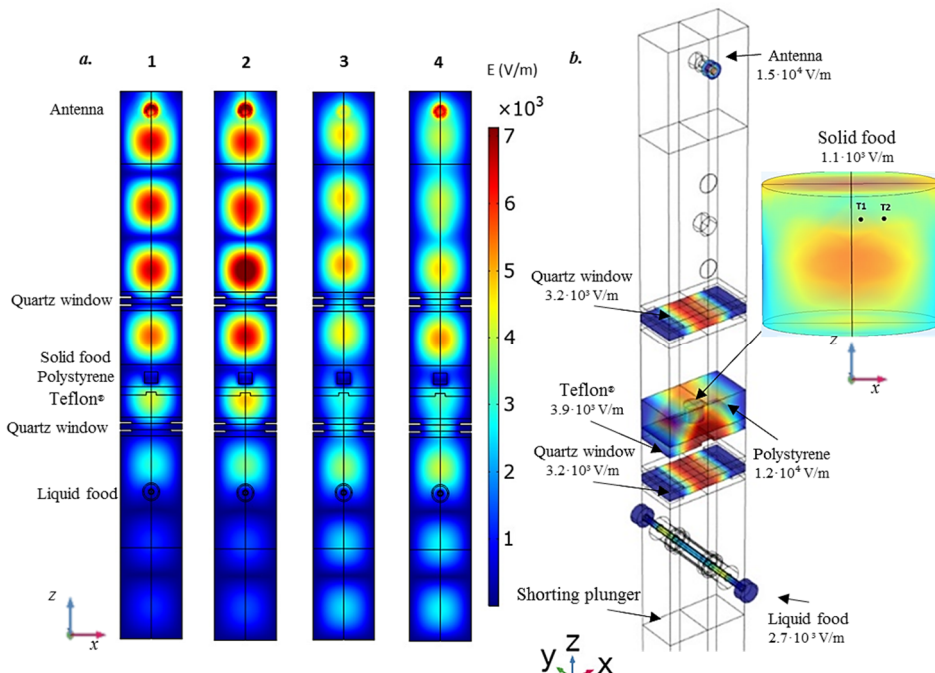 a.
1 2 3 4
E (V/m)
×10³
7
6
5
4
3
2
1
Antenna
Quartz window
Solid food
Polystyrene
Teflon®
Quartz window
Liquid food
z
x
b.
Antenna
1.5·10⁴ V/m
Solid food
1.1·10³ V/m
T1 T2
z
x
Quartz window
3.2·10³ V/m
Teflon®
3.9·10³ V/m
Quartz window
3.2·10³ V/m
Polystyrene
1.2·10⁴ V/m
Shorting plunger
Liquid food
2.7·10³ V/m
y z x